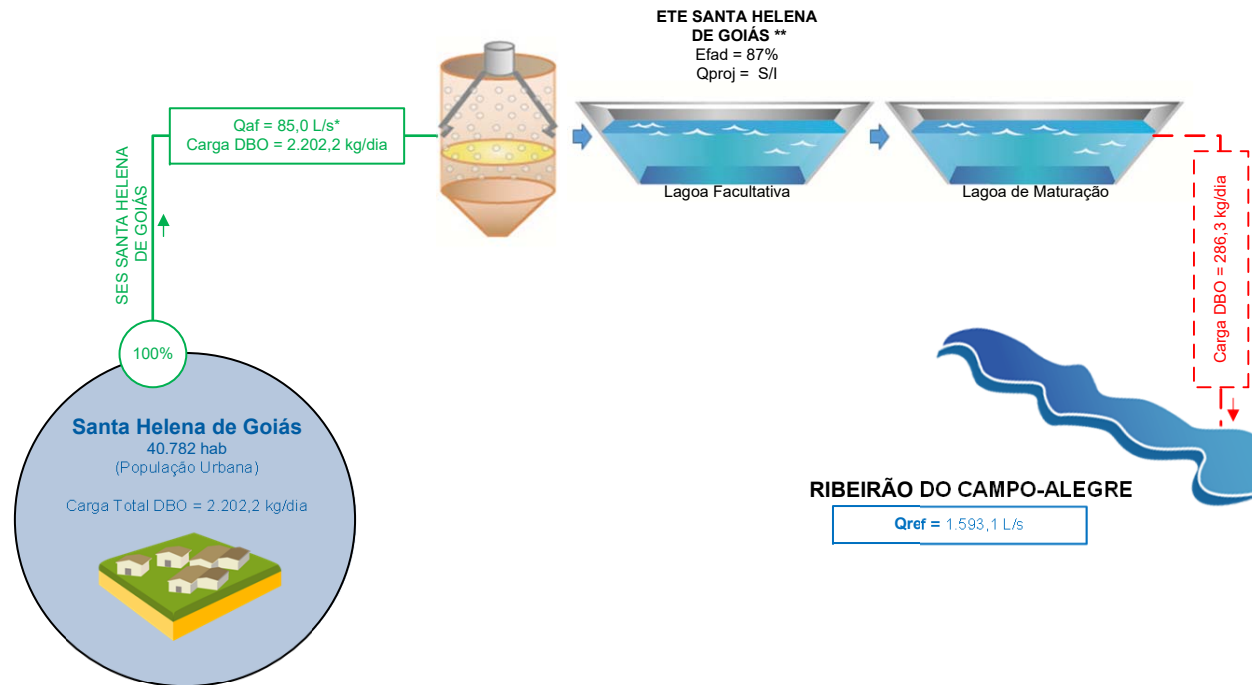 ETE SANTA HELENA
DE GOIÁS **
Efad = 87%
Qproj = S/I
Qaf = 85,0 L/s*
Carga DBO = 2.202,2 kg/dia
SES SANTA HELENA
DE GOIÁS
Lagoa Facultativa
Lagoa de Maturação
Carga DBO = 286,3 kg/dia
100%
Santa Helena de Goiás
40.782 hab
(População Urbana)
Carga Total DBO = 2.202,2 kg/dia
RIBEIRÃO DO CAMPO-ALEGRE
Qref = 1.593,1 L/s